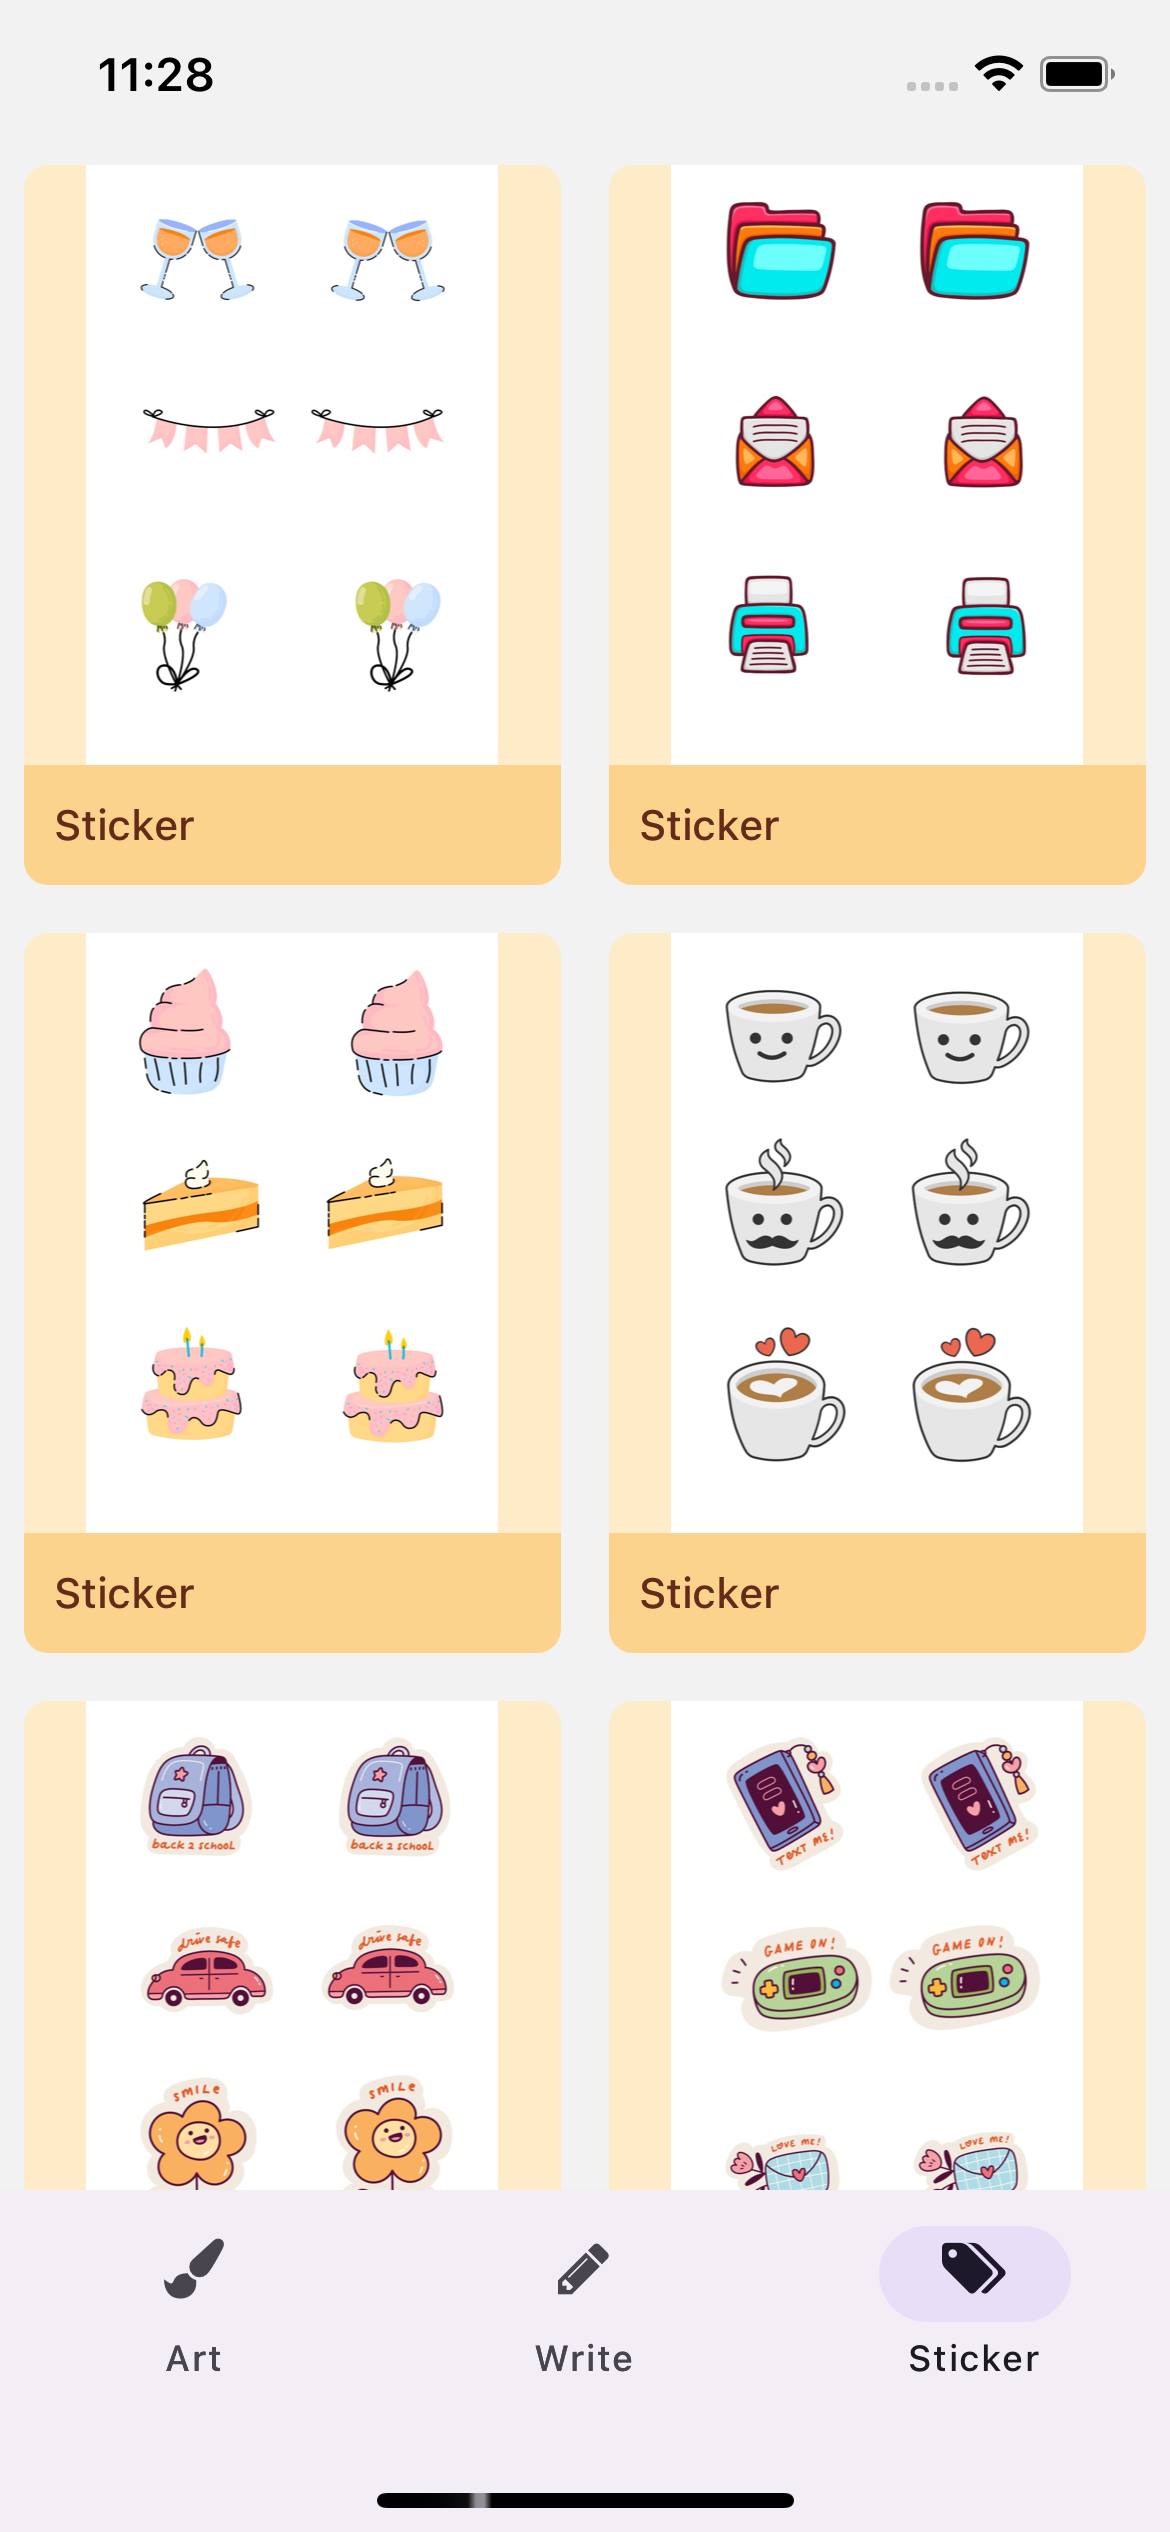 11:28
Sticker
Sticker
Sticker
Sticker
back 2 school
back 2 school
TEXT ME!
TEXT ME!
drive safe
drive safe
GAME ON!
GAME ON!
SMILe
SMILe
LOVE ME!
LOVE ME!
Art
Write
Sticker